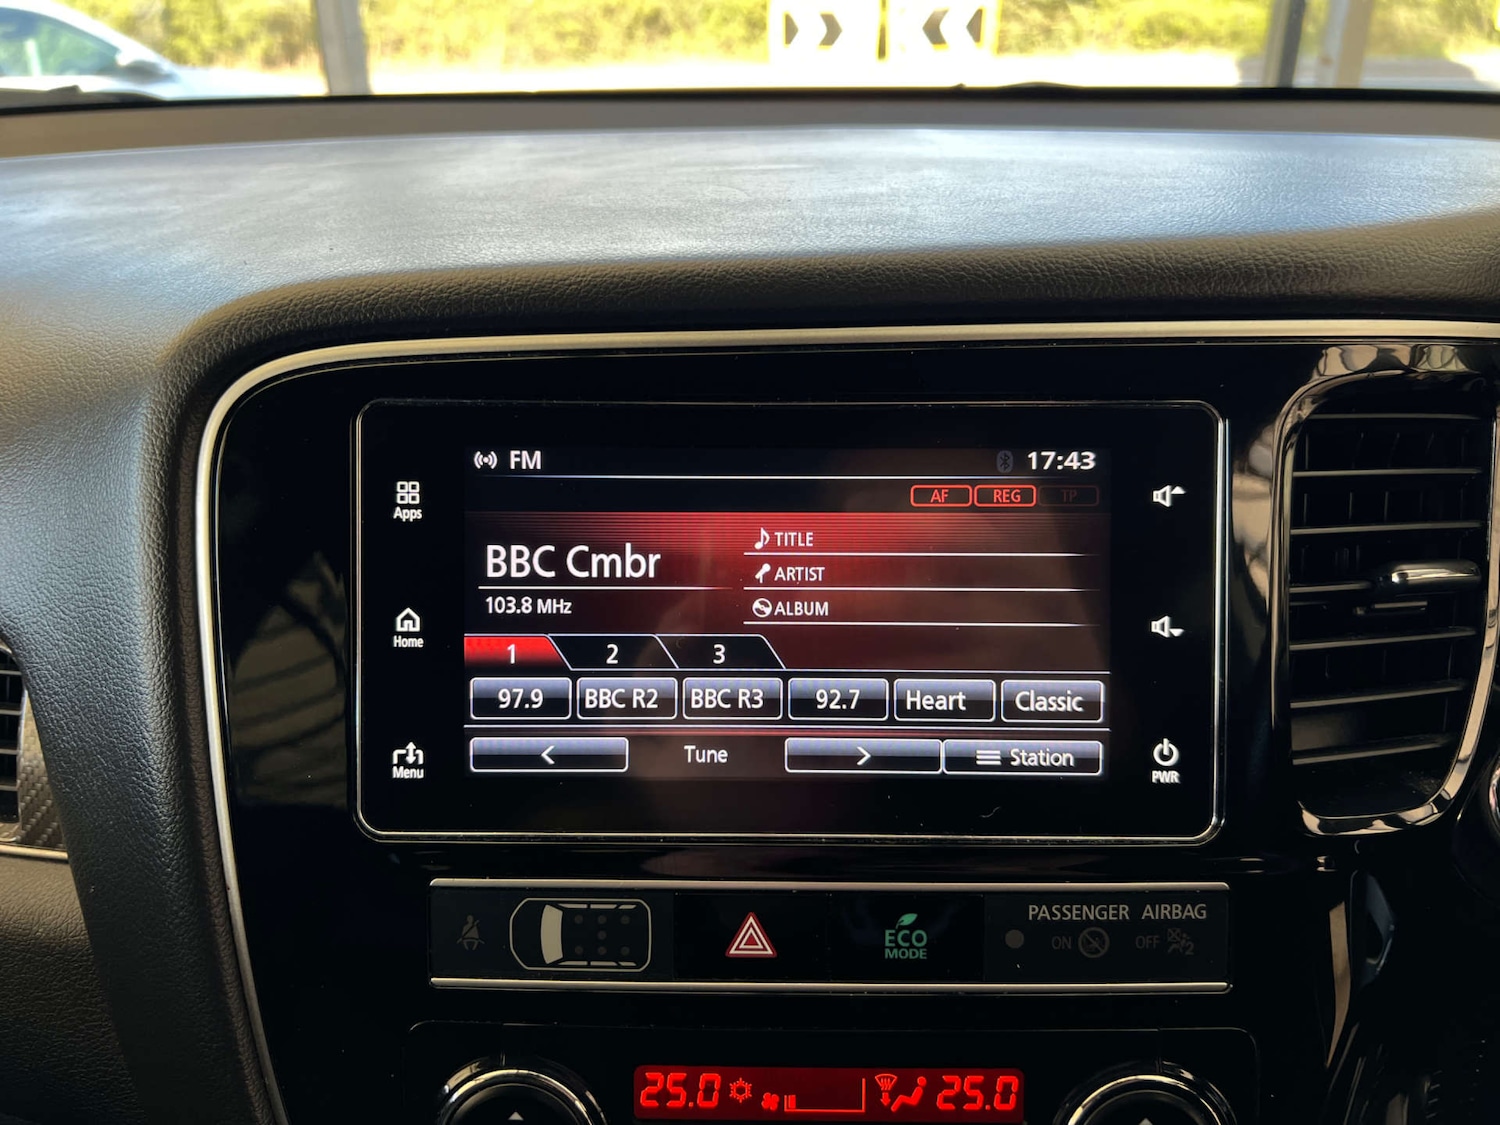 FM 17:43
AF REG TP
Apps
BBC Cmbr
103.8 MHz
TITLE
ARTIST
ALBUM
Home
1 2 3
97.9 BBC R2 BBC R3 92.7 Heart Classic
< Tune > Station
Menu
PWR
PASSENGER AIRBAG
ON OFF 2
ECO
MODE
25.0 25.0